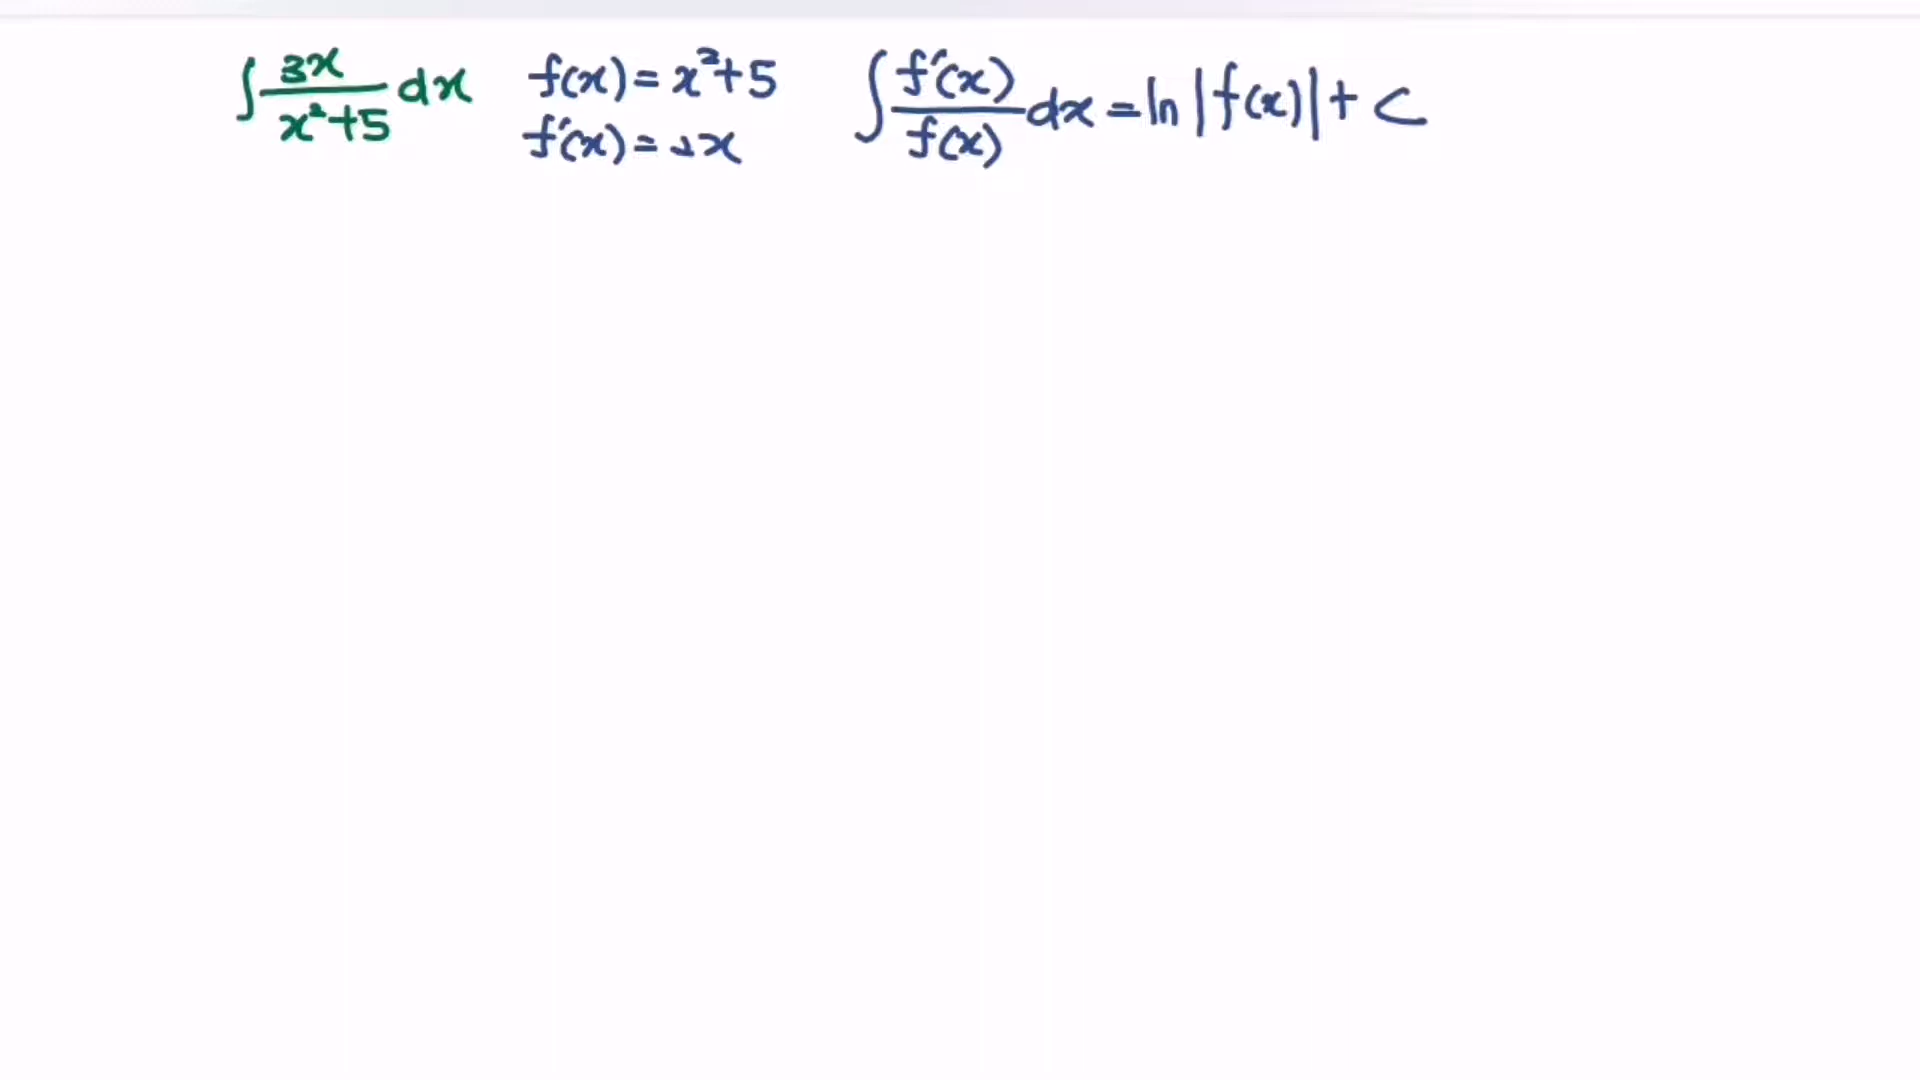 ∫ 3x/(x²+5) dx   f(x) = x²+5   ∫ f'(x)/f(x) dx = ln |f(x)| + C
f'(x) = 2x